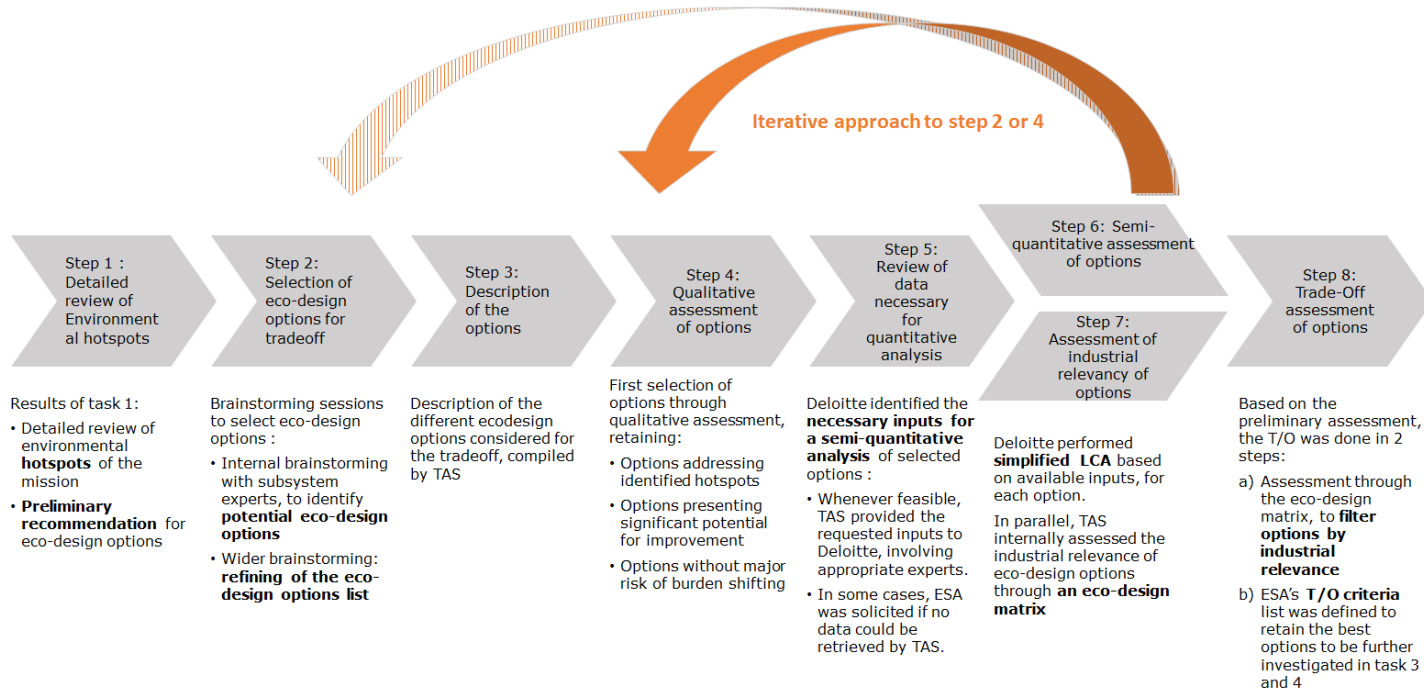 Iterative approach to step 2 or 4
Step 1 :
Detailed
review of
Environment
al hotspots
Step 2:
Selection of
eco-design
options for
tradeoff
Step 3:
Description
of the
options
Step 4:
Qualitative
assessment
of options
Step 5:
Review of
data
necessary
for
quantitative
analysis
Step 6: Semi-
quantitative assessment
of options
Step 7:
Assessment of
industrial
relevancy of
options
Step 8:
Trade-Off
assessment
of options
Results of task 1:
• Detailed review of
environmental
hotspots of the
mission
• Preliminary
recommendation for
eco-design options
Brainstorming sessions
to select eco-design
options :
• Internal brainstorming
with subsystem
experts, to identify
potential eco-design
options
• Wider brainstorming:
refining of the eco-
design options list
Description of the
different ecodesign
options considered for
the tradeoff, compiled
by TAS
First selection of
options through
qualitative assessment,
retaining:
• Options addressing
identified hotspots
• Options presenting
significant potential
for improvement
• Options without major
risk of burden shifting
Deloitte identified the
necessary inputs for
a semi-quantitative
analysis of selected
options :
• Whenever feasible,
TAS provided the
requested inputs to
Deloitte, involving
appropriate experts.
• In some cases, ESA
was solicited if no
data could be
retrieved by TAS.
Deloitte performed
simplified LCA based
on available inputs, for
each option.
In parallel, TAS
internally assessed the
industrial relevance of
eco-design options
through an eco-design
matrix
Based on the
preliminary assessment,
the T/O was done in 2
steps:
a) Assessment through
the eco-design
matrix, to filter
options by
industrial
relevance
b) ESA's T/O criteria
list was defined to
retain the best
options to be further
investigated in task 3
and 4